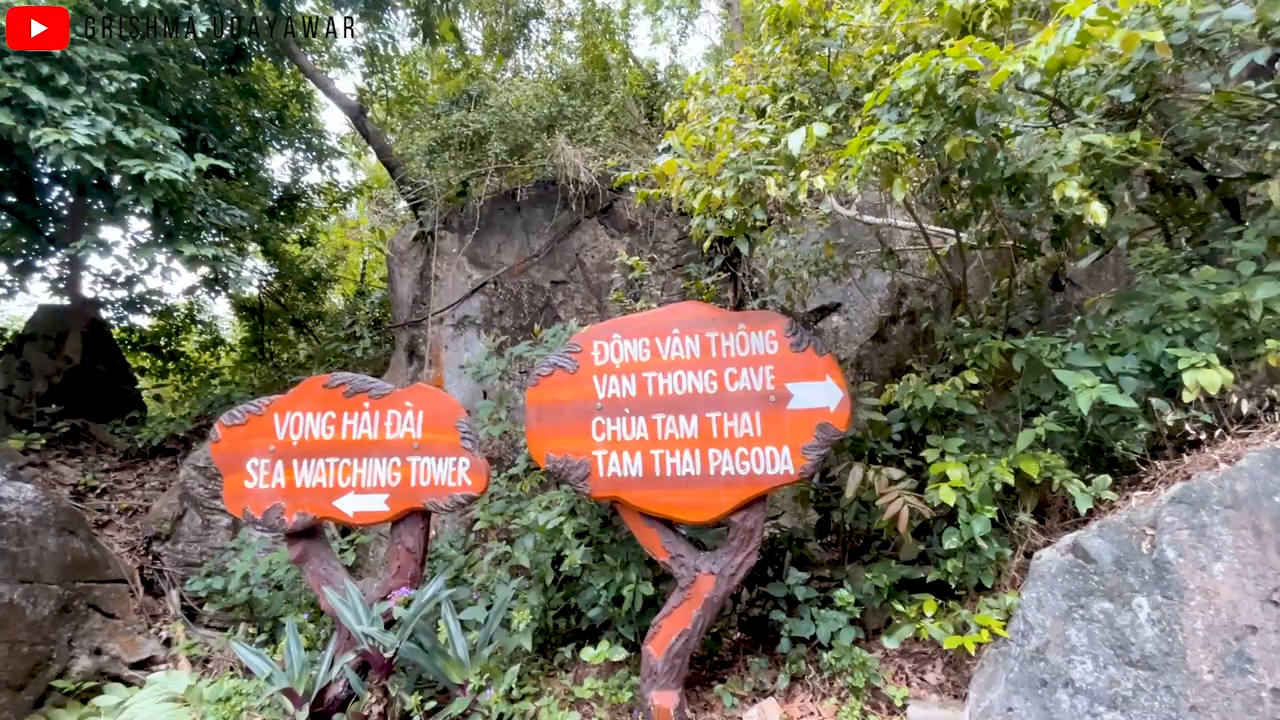 GRISHMA UDAYAWAR
VỌNG HẢI ĐÀI
SEA WATCHING TOWER
ĐỘNG VÂN THÔNG
VAN THONG CAVE
CHÙA TAM THAI
TAM THAI PAGODA